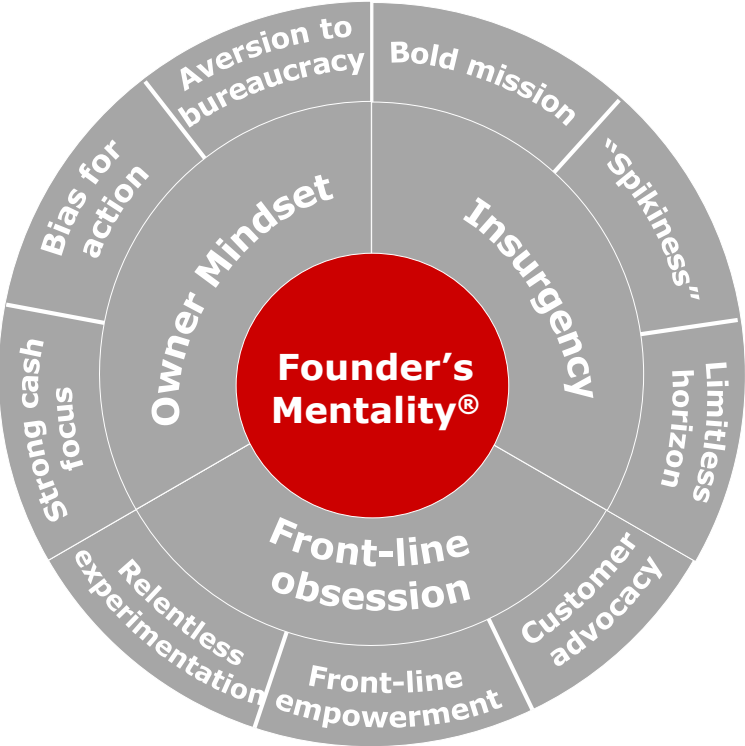 Founder’s
Mentality®
Owner Mindset
Insurgency
Front-line
obsession
Bold mission
“Spikiness”
Limitless
horizon
Customer
advocacy
Front-line
empowerment
Relentless
experimentation
Strong cash
focus
Bias for
action
Aversion to
bureaucracy